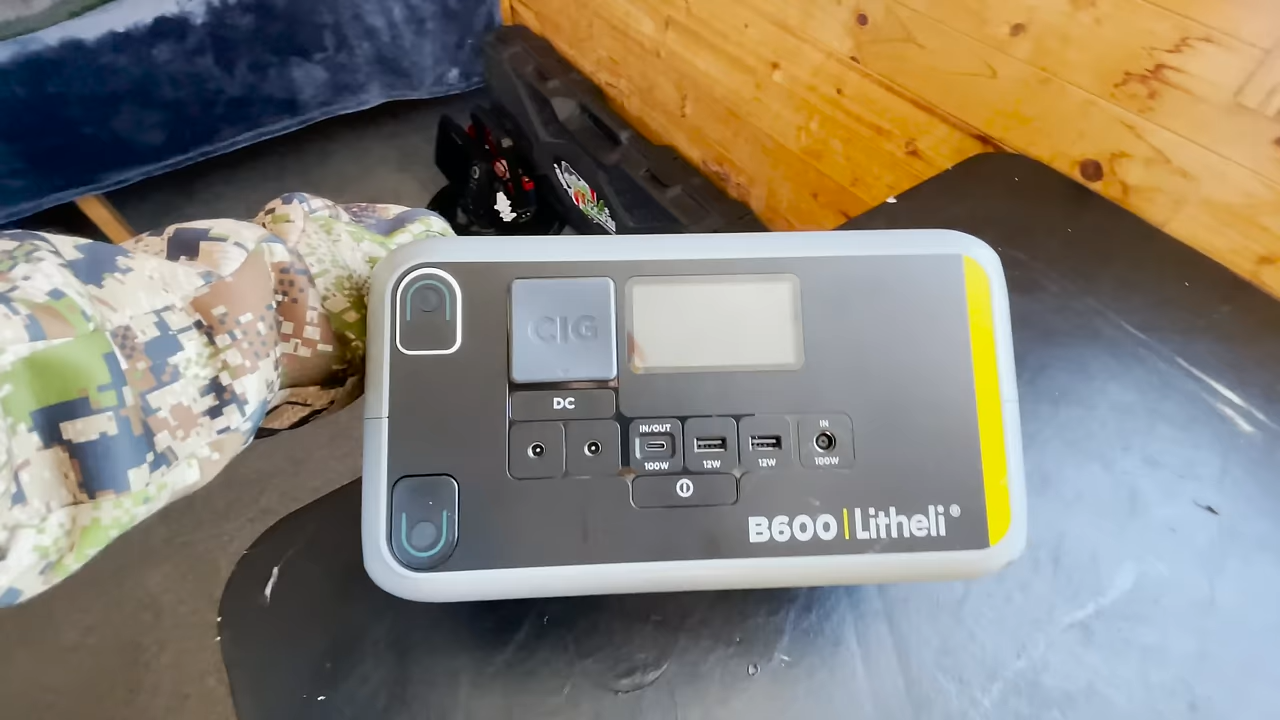 CIG
DC
IN/OUT
100W
12W
12W
IN
100W
B600 | Litheli®